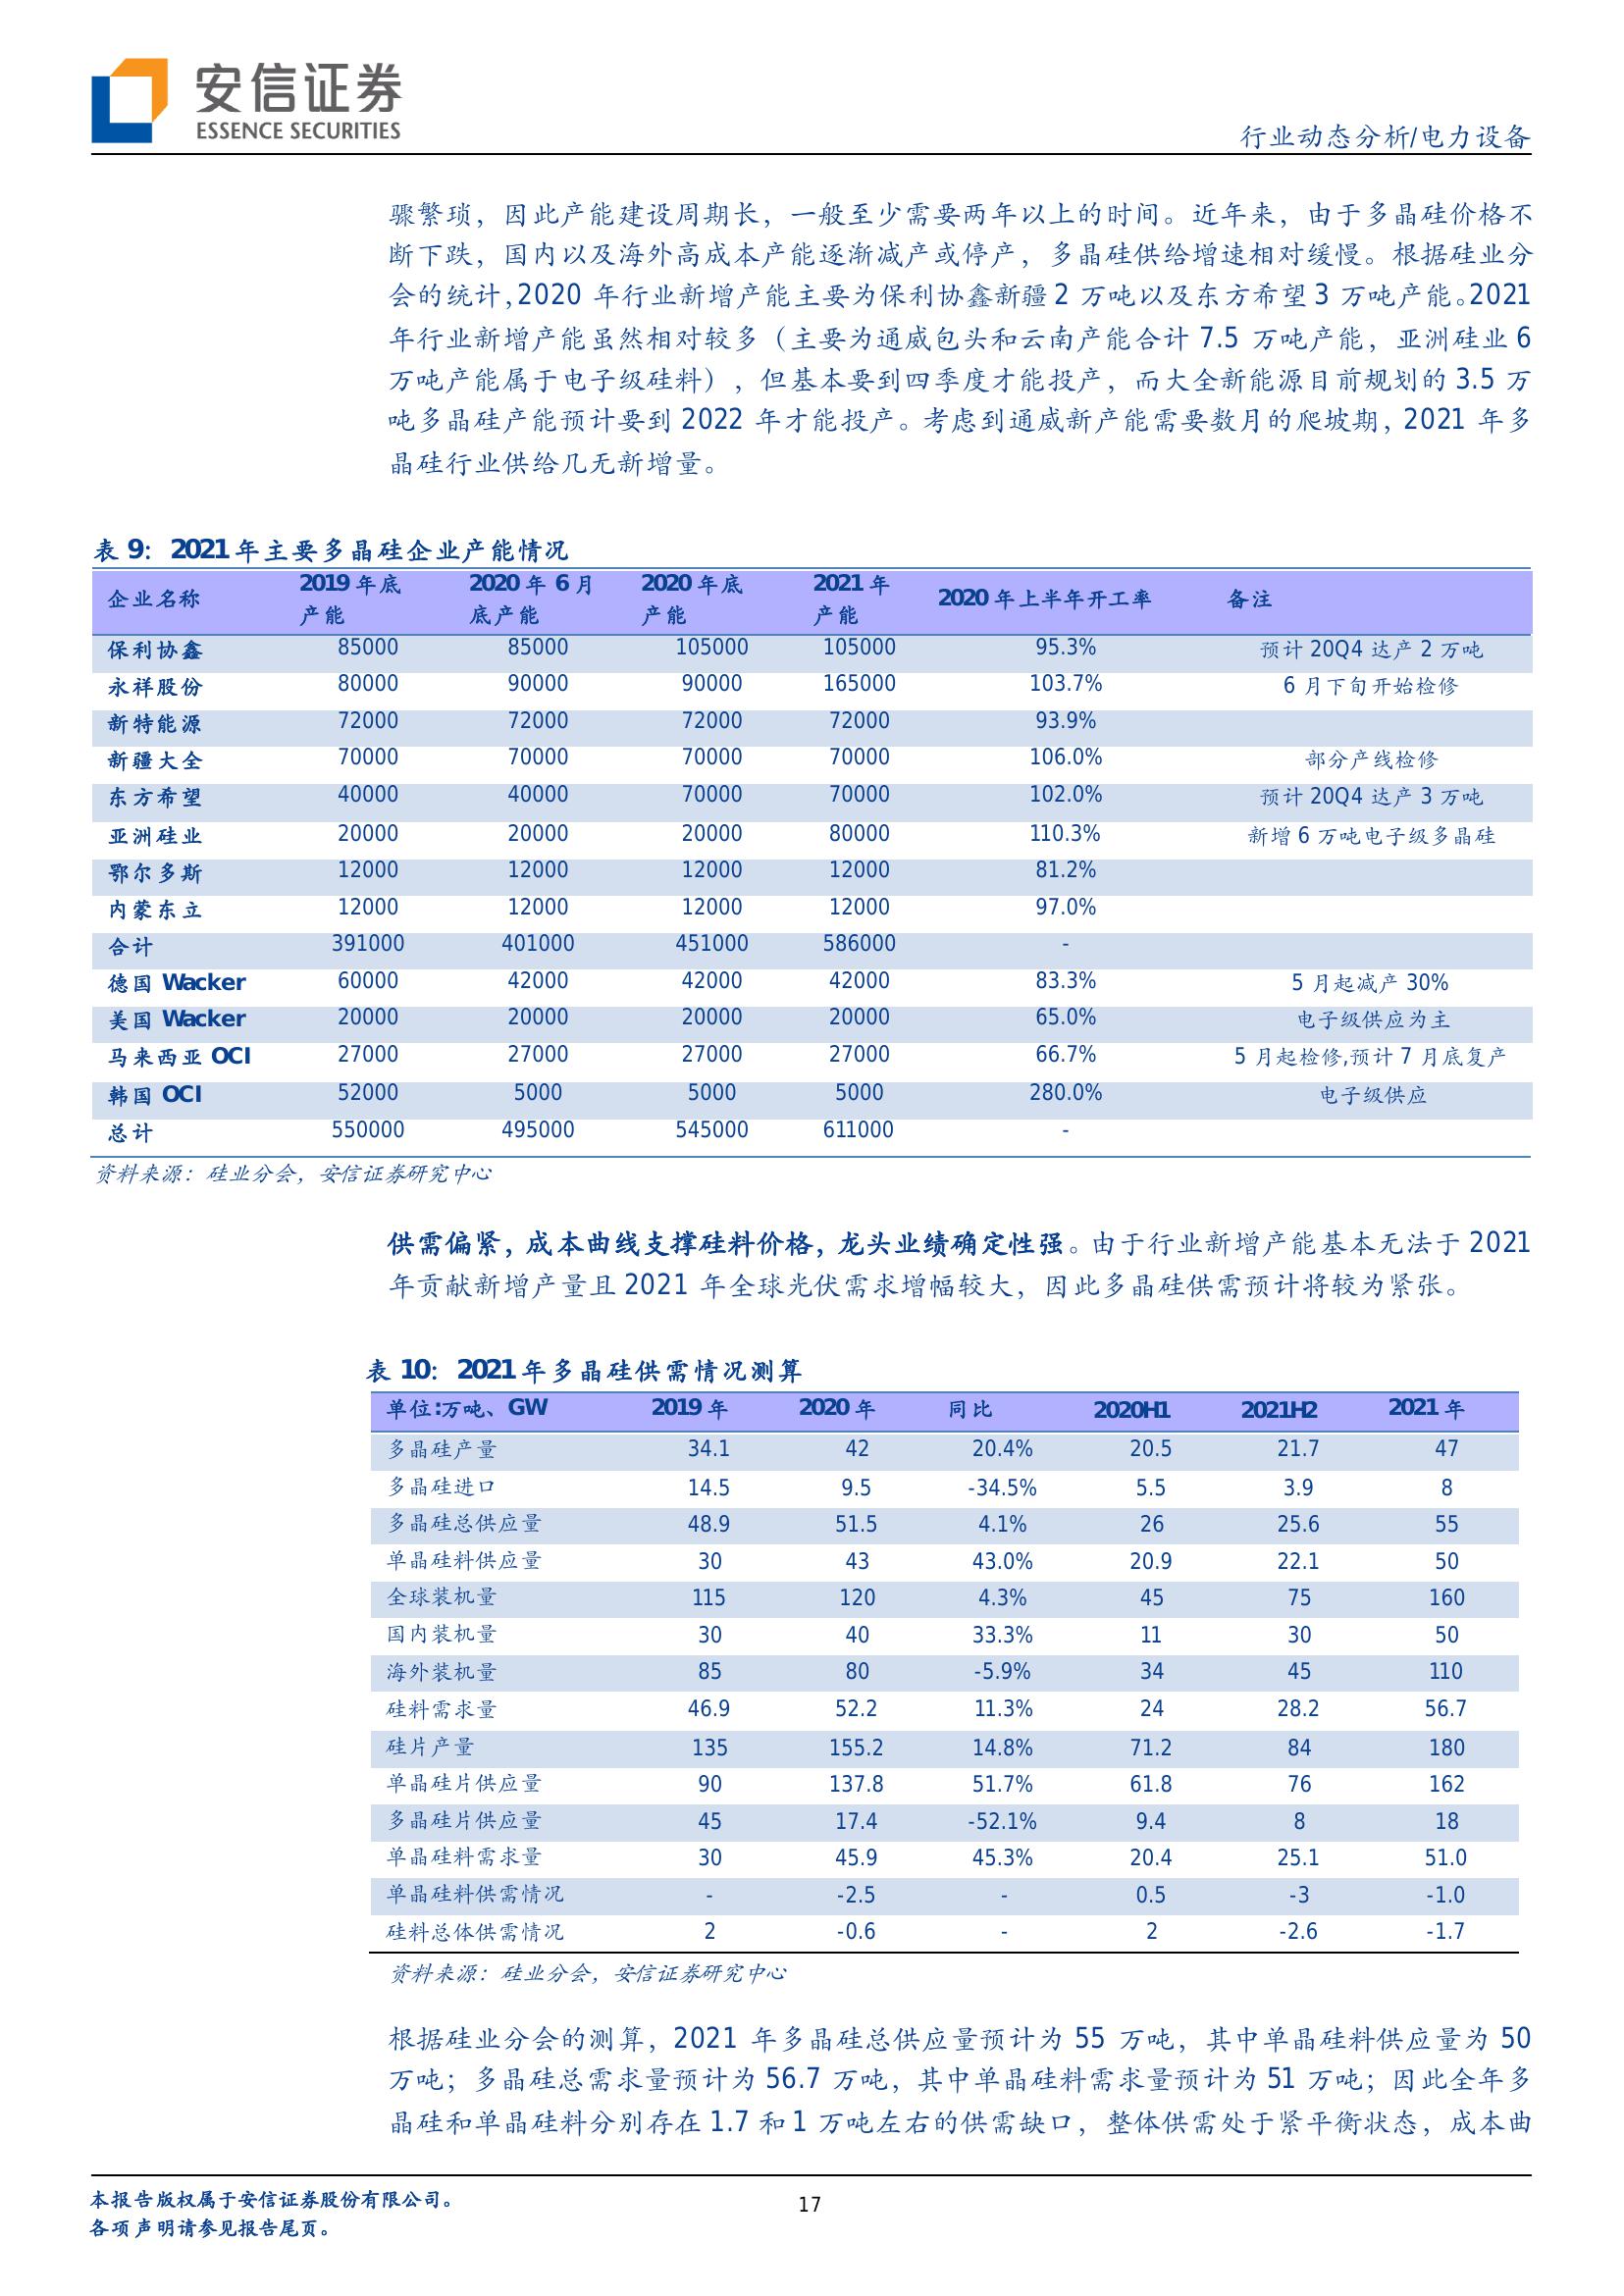 安信证券
ESSENCE SECURITIES
行业动态分析/电力设备
骤繁琐，因此产能建设周期长，一般至少需要两年以上的时间。近年来，由于多晶硅价格不
断下跌，国内以及海外高成本产能逐渐减产或停产，多晶硅供给增速相对缓慢。根据硅业分
会的统计，2020 年行业新增产能主要为保利协鑫新疆 2 万吨以及东方希望 3 万吨产能。2021
年行业新增产能虽然相对较多（主要为通威包头和云南产能合计 7.5 万吨产能，亚洲硅业 6
万吨产能属于电子级硅料），但基本要到四季度才能投产，而大全新能源目前规划的 3.5 万
吨多晶硅产能预计要到 2022 年才能投产。考虑到通威新产能需要数月的爬坡期，2021 年多
晶硅行业供给几无新增量。
表 9：2021 年主要多晶硅企业产能情况
企业名称 2019 年底产能 2020 年 6 月底产能 2020 年底产能 2021 年产能 2020 年上半年开工率 备注
保利协鑫 85000 85000 105000 105000 95.3% 预计 20Q4 达产 2 万吨
永祥股份 80000 90000 90000 165000 103.7% 6 月下旬开始检修
新特能源 72000 72000 72000 72000 93.9%
新疆大全 70000 70000 70000 70000 106.0% 部分产线检修
东方希望 40000 40000 70000 70000 102.0% 预计 20Q4 达产 3 万吨
亚洲硅业 20000 20000 20000 80000 110.3% 新增 6 万吨电子级多晶硅
鄂尔多斯 12000 12000 12000 12000 81.2%
内蒙东立 12000 12000 12000 12000 97.0%
合计 391000 401000 451000 586000 -
德国 Wacker 60000 42000 42000 42000 83.3% 5 月起减产 30%
美国 Wacker 20000 20000 20000 20000 65.0% 电子级供应为主
马来西亚 OCI 27000 27000 27000 27000 66.7% 5 月起检修,预计 7 月底复产
韩国 OCI 52000 5000 5000 5000 280.0% 电子级供应
总计 550000 495000 545000 611000 -
资料来源：硅业分会，安信证券研究中心
供需偏紧，成本曲线支撑硅料价格，龙头业绩确定性强。由于行业新增产能基本无法于 2021
年贡献新增产量且 2021 年全球光伏需求增幅较大，因此多晶硅供需预计将较为紧张。
表 10：2021 年多晶硅供需情况测算
单位:万吨、GW 2019 年 2020 年 同比 2020H1 2021H2 2021 年
多晶硅产量 34.1 42 20.4% 20.5 21.7 47
多晶硅进口 14.5 9.5 -34.5% 5.5 3.9 8
多晶硅总供应量 48.9 51.5 4.1% 26 25.6 55
单晶硅料供应量 30 43 43.0% 20.9 22.1 50
全球装机量 115 120 4.3% 45 75 160
国内装机量 30 40 33.3% 11 30 50
海外装机量 85 80 -5.9% 34 45 110
硅料需求量 46.9 52.2 11.3% 24 28.2 56.7
硅片产量 135 155.2 14.8% 71.2 84 180
单晶硅片供应量 90 137.8 51.7% 61.8 76 162
多晶硅片供应量 45 17.4 -52.1% 9.4 8 18
单晶硅料需求量 30 45.9 45.3% 20.4 25.1 51.0
单晶硅料供需情况 - -2.5 - 0.5 -3 -1.0
硅料总体供需情况 2 -0.6 - 2 -2.6 -1.7
资料来源：硅业分会，安信证券研究中心
根据硅业分会的测算，2021 年多晶硅总供应量预计为 55 万吨，其中单晶硅料供应量为 50
万吨；多晶硅总需求量预计为 56.7 万吨，其中单晶硅料需求量预计为 51 万吨；因此全年多
晶硅和单晶硅料分别存在 1.7 和 1 万吨左右的供需缺口，整体供需处于紧平衡状态，成本曲
本报告版权属于安信证券股份有限公司。
17
各项声明请参见报告尾页。